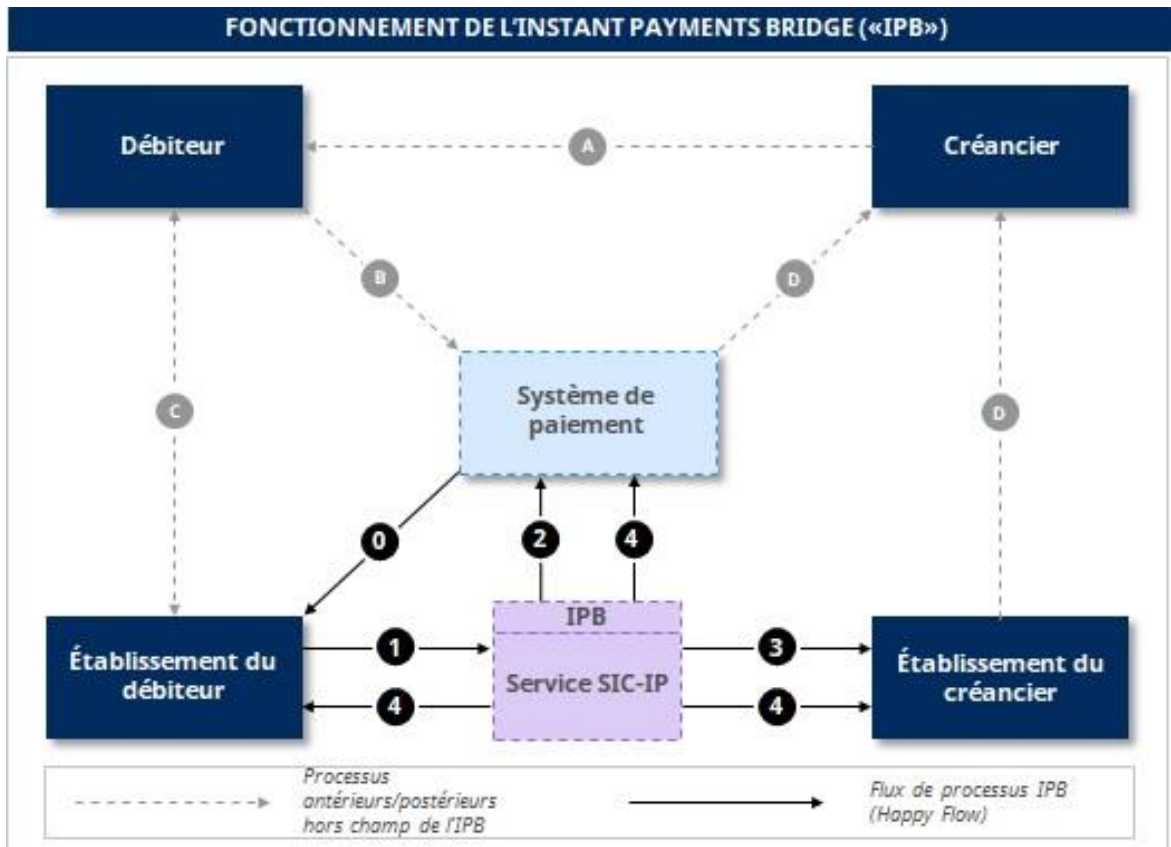 FONCTIONNEMENT DE L'INSTANT PAYMENTS BRIDGE («IPB»)
Débiteur
A
Créancier
B
D
Système de
paiement
C
D
0
2
4
IPB
Établissement du
débiteur
1
4
Service SIC-IP
3
4
Établissement du
créancier
Processus
antérieurs/postérieurs
hors champ de l'IPB
Flux de processus IPB
(Happy Flow)